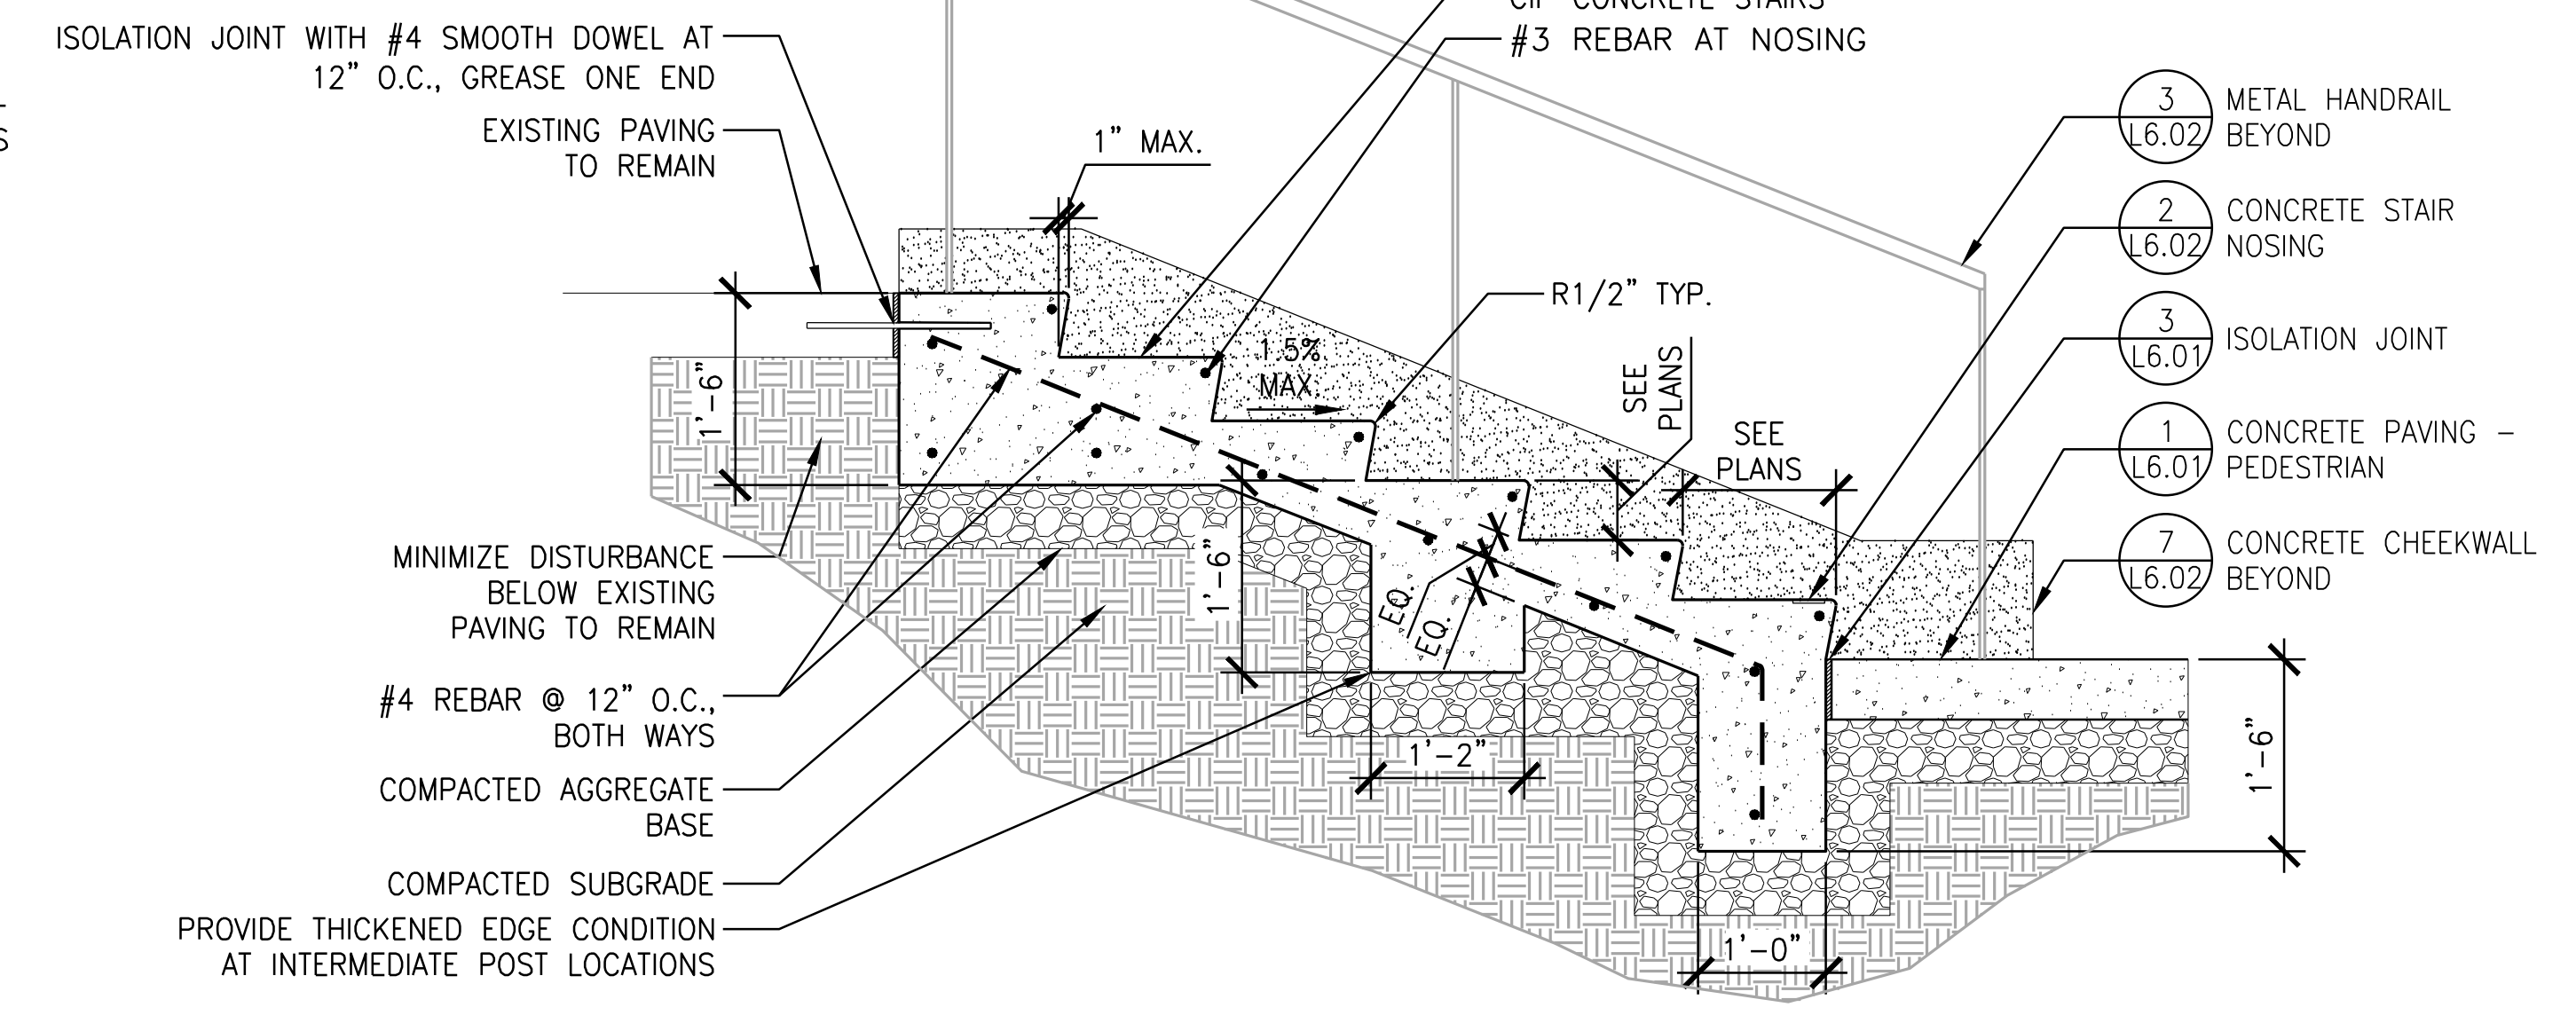 CIP CONCRETE STAIRS
#3 REBAR AT NOSING
ISOLATION JOINT WITH #4 SMOOTH DOWEL AT
12” O.C., GREASE ONE END
EXISTING PAVING
TO REMAIN
S
1” MAX.
R1/2” TYP.
1.5%
MAX.
SEE
PLANS
SEE
PLANS
1'-6”
1'-6”
EQ.
EQ.
1'-2”
1'-0”
1'-6”
MINIMIZE DISTURBANCE
BELOW EXISTING
PAVING TO REMAIN
#4 REBAR @ 12” O.C.,
BOTH WAYS
COMPACTED AGGREGATE
BASE
COMPACTED SUBGRADE
PROVIDE THICKENED EDGE CONDITION
AT INTERMEDIATE POST LOCATIONS
3
L6.02
METAL HANDRAIL
BEYOND
2
L6.02
CONCRETE STAIR
NOSING
3
L6.01
ISOLATION JOINT
1
L6.01
CONCRETE PAVING –
PEDESTRIAN
7
L6.02
CONCRETE CHEEKWALL
BEYOND